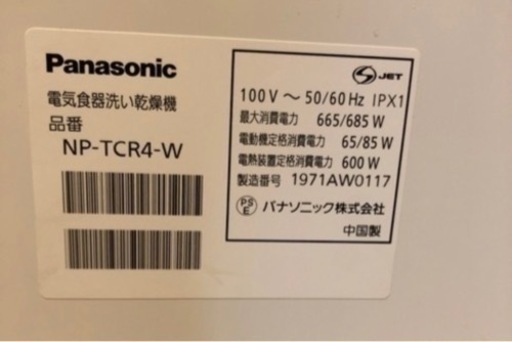 Panasonic
電気食器洗い乾燥機
品番
NP-TCR4-W
JET
100V～50/60Hz IPX1
最大消費電力 665/685 W
電動機定格消費電力 65/85 W
電熱装置定格消費電力 600 W
製造番号 1971AW0117
PSE パナソニック株式会社
中国製